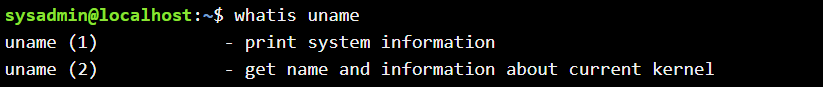 sysadmin@localhost:~$ whatis uname
uname (1)            - print system information
uname (2)            - get name and information about current kernel